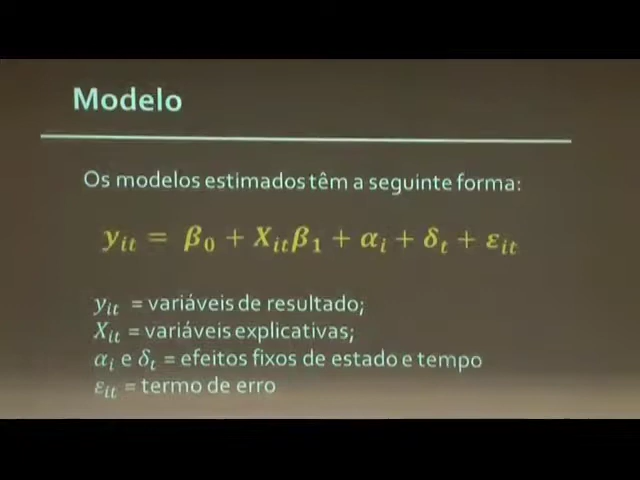 Modelo
Os modelos estimados têm a seguinte forma:
yᵢₜ = β₀ + Xᵢₜβ₁ + αᵢ + δₜ + εᵢₜ
yᵢₜ = variáveis de resultado;
Xᵢₜ = variáveis explicativas;
αᵢ e δₜ = efeitos fixos de estado e tempo
εᵢₜ = termo de erro